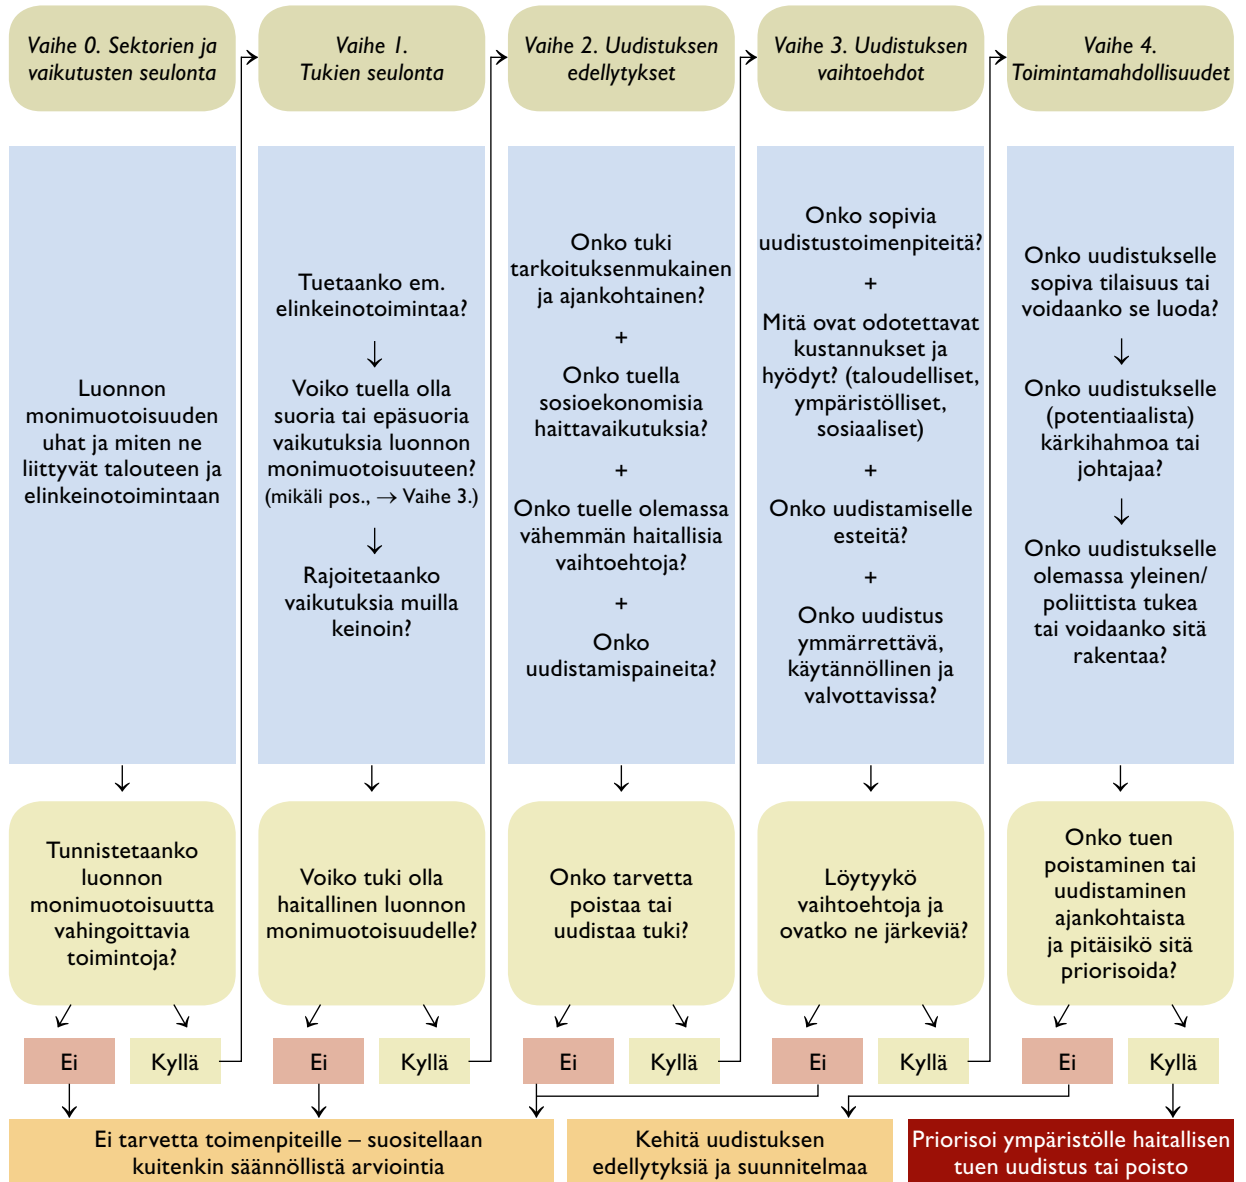 Vaihe 0. Sektorien ja
vaikutusten seulonta
Vaihe 1.
Tukien seulonta
Vaihe 2. Uudistuksen
edellytykset
Vaihe 3. Uudistuksen
vaihtoehdot
Vaihe 4.
Toimintamahdollisuudet
Luonnon
monimuotoisuuden
uhat ja miten ne
liittyvät talouteen ja
elinkeinotoimintaan
Tuetaanko em.
elinkeinotoimintaa?
↓
Voiko tuella olla
suoria tai epäsuoria
vaikutuksia luonnon
monimuotoisuuteen?
(mikäli pos., → Vaihe 3.)
↓
Rajoitetaanko
vaikutuksia muilla
keinoin?
Onko tuki
tarkoituksenmukainen
ja ajankohtainen?
+
Onko tuella
sosioekonomisia
haittavaikutuksia?
+
Onko tuelle olemassa
vähemmän haitallisia
vaihtoehtoja?
+
Onko
uudistamispaineita?
Onko sopivia
uudistustoimenpiteitä?
+
Mitä ovat odotettavat
kustannukset ja
hyödyt? (taloudelliset,
ympäristölliset,
sosiaaliset)
+
Onko uudistamiselle
esteitä?
+
Onko uudistus
ymmärrettävä,
käytännöllinen ja
valvottavissa?
Onko uudistukselle
sopiva tilaisuus tai
voidaanko se luoda?
↓
Onko uudistukselle
(potentiaalista)
kärkihahmoa tai
johtajaa?
↓
Onko uudistukselle
olemassa yleinen/
poliittista tukea
tai voidaanko sitä
rakentaa?
Tunnistetaanko
luonnon
monimuotoisuutta
vahingoittavia
toimintoja?
Voiko tuki olla
haitallinen luonnon
monimuotoisuudelle?
Onko tarvetta
poistaa tai
uudistaa tuki?
Löytyykö
vaihtoehtoja ja
ovatko ne järkeviä?
Onko tuen
poistaminen tai
uudistaminen
ajankohtaista
ja pitäisikö sitä
priorisoida?
Ei
Kyllä
Ei
Kyllä
Ei
Kyllä
Ei
Kyllä
Ei
Kyllä
Ei tarvetta toimenpiteille – suositellaan
kuitenkin säännöllistä arviointia
Kehitä uudistuksen
edellytyksiä ja suunnitelmaa
Priorisoi ympäristölle haitallisen
tuen uudistus tai poisto